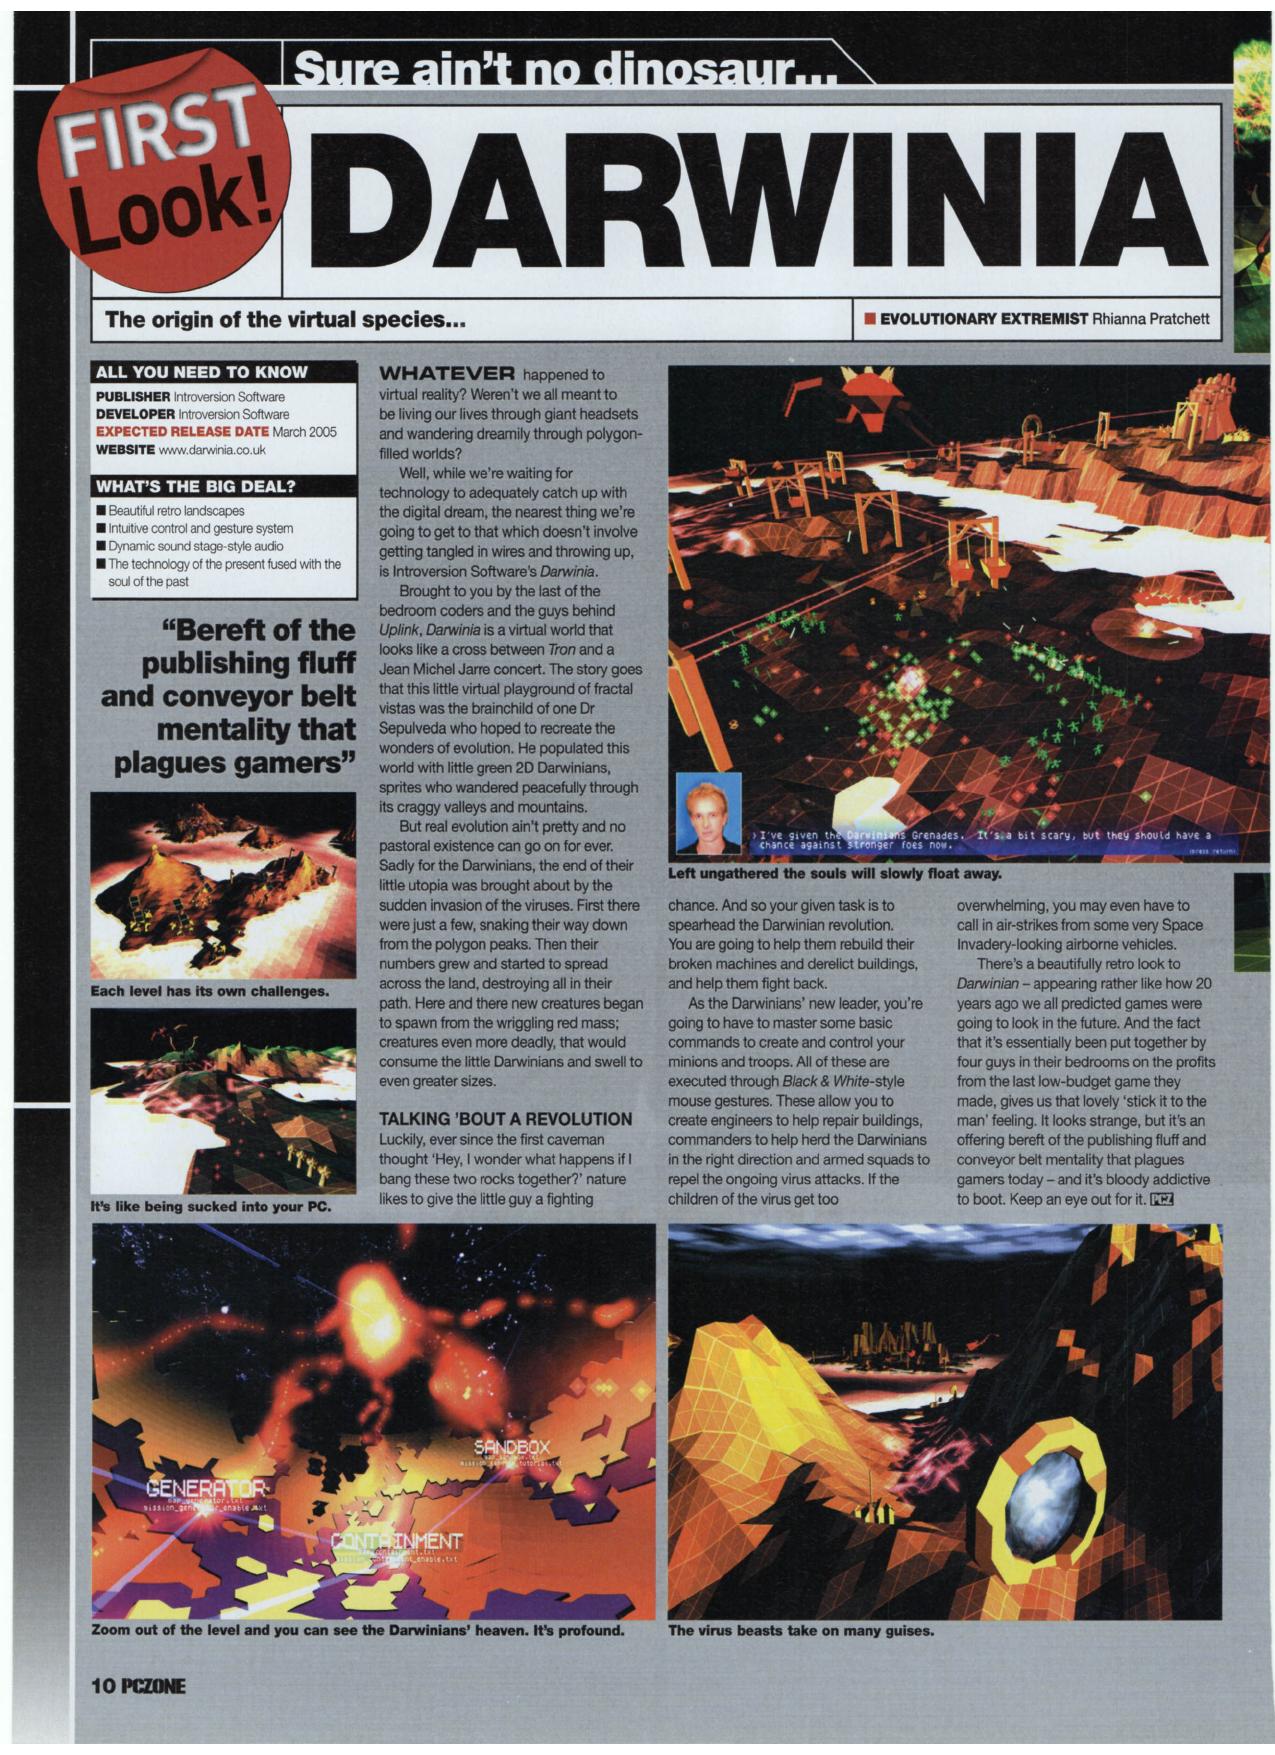 Sure ain't no dinosaur...
FIRST
Look!
DARWINIA
The origin of the virtual species...
■ EVOLUTIONARY EXTREMIST Rhianna Pratchett
ALL YOU NEED TO KNOW
PUBLISHER Introversion Software
DEVELOPER Introversion Software
EXPECTED RELEASE DATE March 2005
WEBSITE www.darwinia.co.uk
WHAT'S THE BIG DEAL?
■ Beautiful retro landscapes
■ Intuitive control and gesture system
■ Dynamic sound stage-style audio
■ The technology of the present fused with the
soul of the past
"Bereft of the
publishing fluff
and conveyor belt
mentality that
plagues gamers"
Each level has its own challenges.
It's like being sucked into your PC.
WHATEVER happened to
virtual reality? Weren't we all meant to
be living our lives through giant headsets
and wandering dreamily through polygon-
filled worlds?
Well, while we're waiting for
technology to adequately catch up with
the digital dream, the nearest thing we're
going to get to that which doesn't involve
getting tangled in wires and throwing up,
is Introversion Software's Darwinia.
Brought to you by the last of the
bedroom coders and the guys behind
Uplink, Darwinia is a virtual world that
looks like a cross between Tron and a
Jean Michel Jarre concert. The story goes
that this little virtual playground of fractal
vistas was the brainchild of one Dr
Sepulveda who hoped to recreate the
wonders of evolution. He populated this
world with little green 2D Darwinians,
sprites who wandered peacefully through
its craggy valleys and mountains.
But real evolution ain't pretty and no
pastoral existence can go on for ever.
Sadly for the Darwinians, the end of their
little utopia was brought about by the
sudden invasion of the viruses. First there
were just a few, snaking their way down
from the polygon peaks. Then their
numbers grew and started to spread
across the land, destroying all in their
path. Here and there new creatures began
to spawn from the wriggling red mass;
creatures even more deadly, that would
consume the little Darwinians and swell to
even greater sizes.
TALKING 'BOUT A REVOLUTION
Luckily, ever since the first caveman
thought 'Hey, I wonder what happens if I
bang these two rocks together?' nature
likes to give the little guy a fighting
I've given the Darwinians Grenades. It's a bit scary, but they should have a
chance against stronger foes now.
(press return)
Left ungathered the souls will slowly float away.
chance. And so your given task is to
spearhead the Darwinian revolution.
You are going to help them rebuild their
broken machines and derelict buildings,
and help them fight back.
As the Darwinians' new leader, you're
going to have to master some basic
commands to create and control your
minions and troops. All of these are
executed through Black & White-style
mouse gestures. These allow you to
create engineers to help repair buildings,
commanders to help herd the Darwinians
in the right direction and armed squads to
repel the ongoing virus attacks. If the
children of the virus get too
overwhelming, you may even have to
call in air-strikes from some very Space
Invadery-looking airborne vehicles.
There's a beautifully retro look to
Darwinian – appearing rather like how 20
years ago we all predicted games were
going to look in the future. And the fact
that it's essentially been put together by
four guys in their bedrooms on the profits
from the last low-budget game they
made, gives us that lovely 'stick it to the
man' feeling. It looks strange, but it's an
offering bereft of the publishing fluff and
conveyor belt mentality that plagues
gamers today – and it's bloody addictive
to boot. Keep an eye out for it. PCZ
SANDBOX
GENERATOR
CONTAINMENT
Zoom out of the level and you can see the Darwinians' heaven. It's profound.
The virus beasts take on many guises.
10 PCZONE